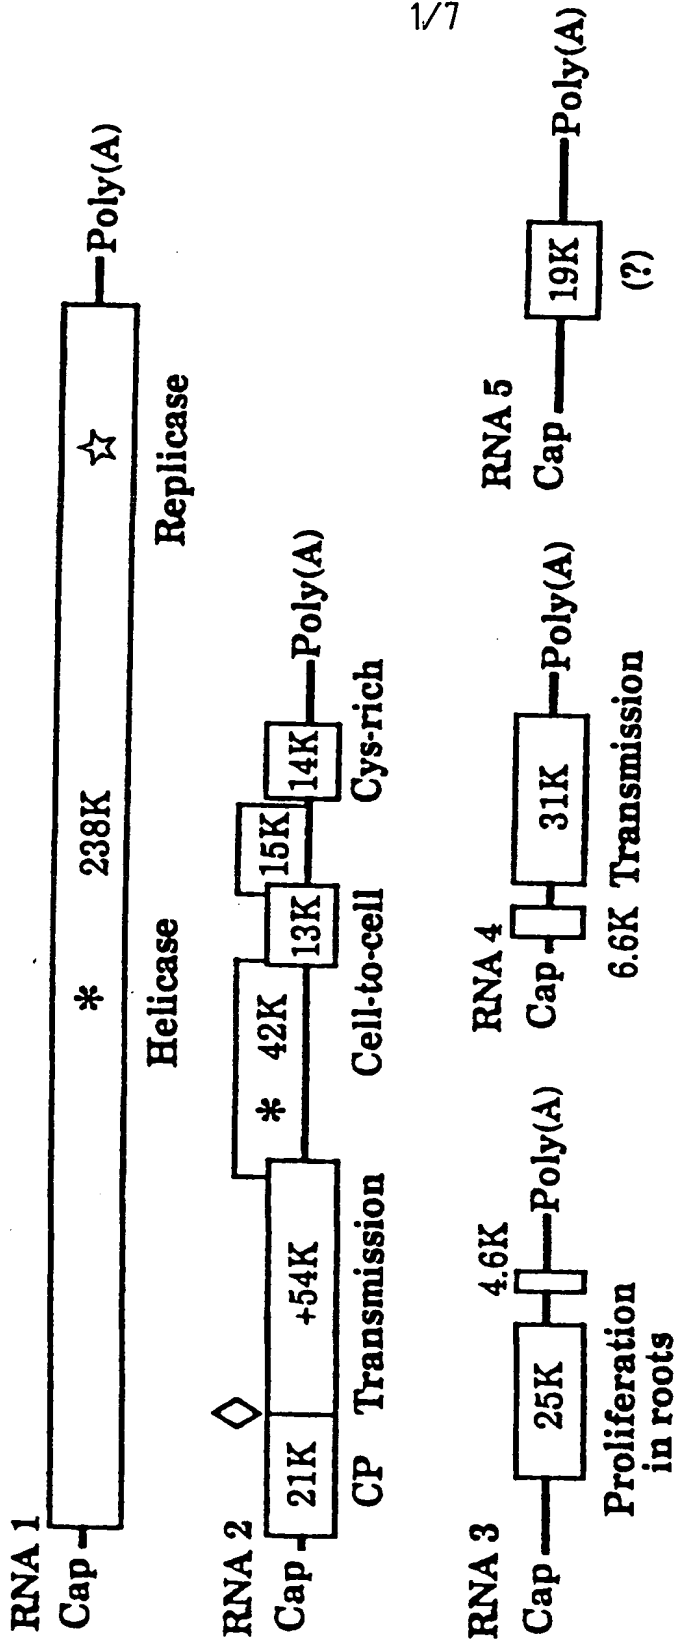 1/7
RNA 1
Cap
238K
Poly(A)
* ☆
Helicase
Replicase
RNA 2
Cap
◇
21K
+54K
* 42K
13K
15K
14K
Poly(A)
CP
Transmission
Cell-to-cell
Cys-rich
RNA 3
Cap
25K
4.6K
Poly(A)
Proliferation
in roots
RNA 4
Cap
31K
Poly(A)
6.6K Transmission
RNA 5
Cap
19K
Poly(A)
(?)